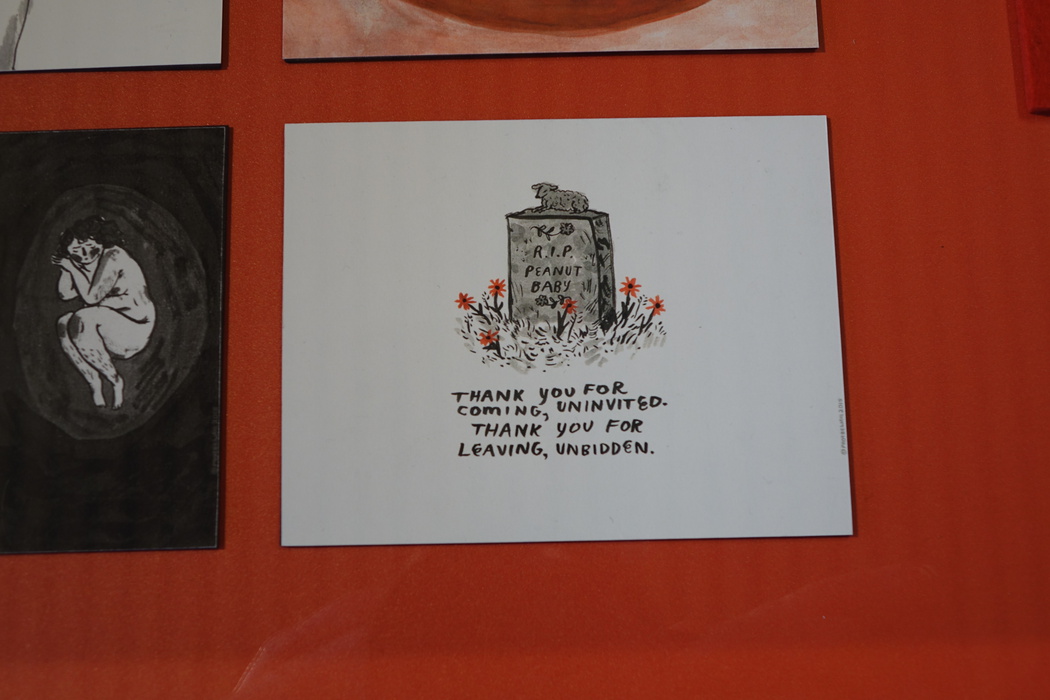 R.I.P.
PEANUT
BABY
THANK YOU FOR
COMING, UNINVITED.
THANK YOU FOR
LEAVING, UNBIDDEN.